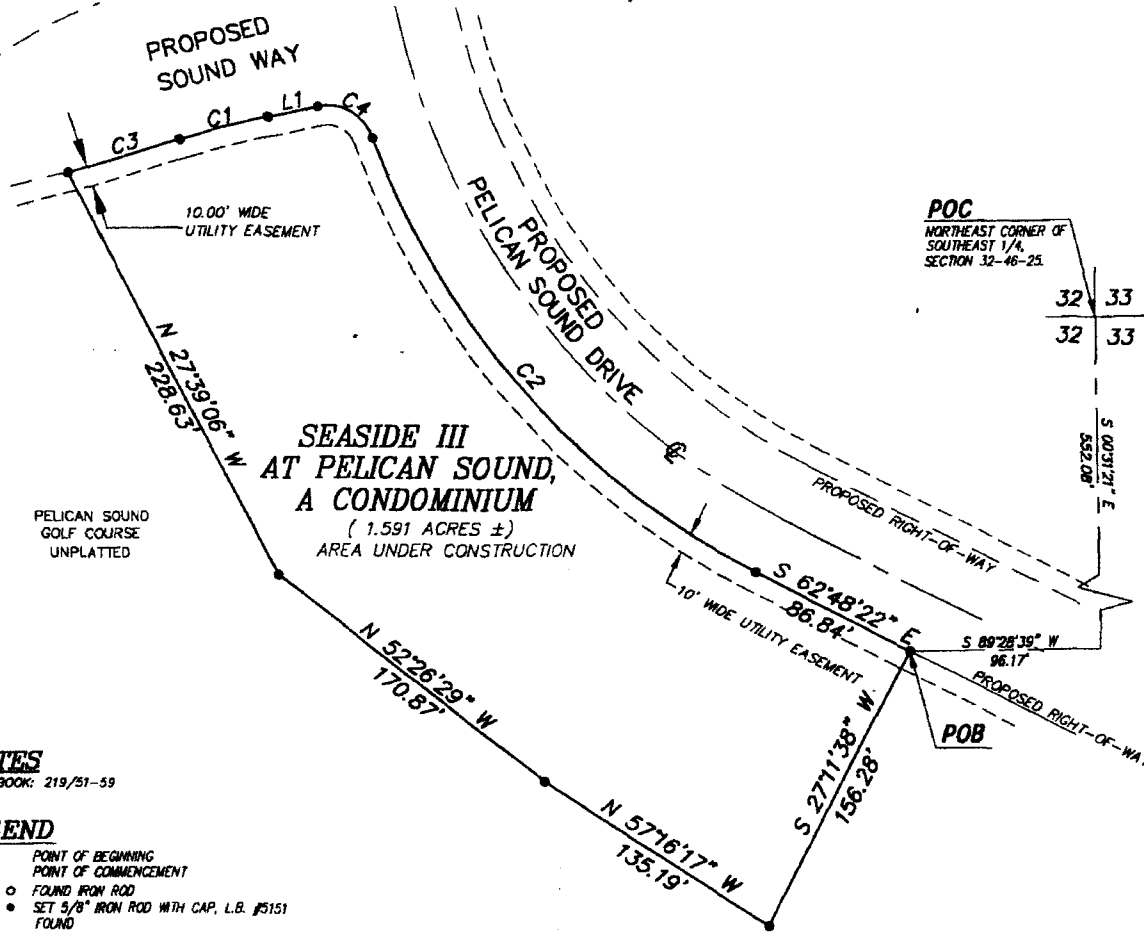 PROPOSED
SOUND WAY
C3
C1
L1
C4
10.00' WIDE
UTILITY EASEMENT
PROPOSED
PELICAN SOUND DRIVE
C2
POC
NORTHEAST CORNER OF
SOUTHEAST 1/4,
SECTION 32-46-25.
32 33
32 33
S 00°31'21" E
552.08'
N 27°39'06" W
228.63'
SEASIDE III
AT PELICAN SOUND,
A CONDOMINIUM
( 1.591 ACRES ±)
AREA UNDER CONSTRUCTION
PELICAN SOUND
GOLF COURSE
UNPLATTED
PROPOSED RIGHT-OF-WAY
S 62°48'22" E
86.84'
10' WIDE UTILITY EASEMENT
S 89°28'39" W
96.17'
PROPOSED RIGHT-OF-WA
POB
N 52°26'29" W
170.87'
S 27°11'38" W
156.28'
N 57°16'17" W
135.19'
TES
BOOK: 219/51-59
END
POINT OF BEGINNING
POINT OF COMMENCEMENT
FOUND IRON ROD
SET 5/8" IRON ROD WITH CAP, L.B. #5151
FOUND